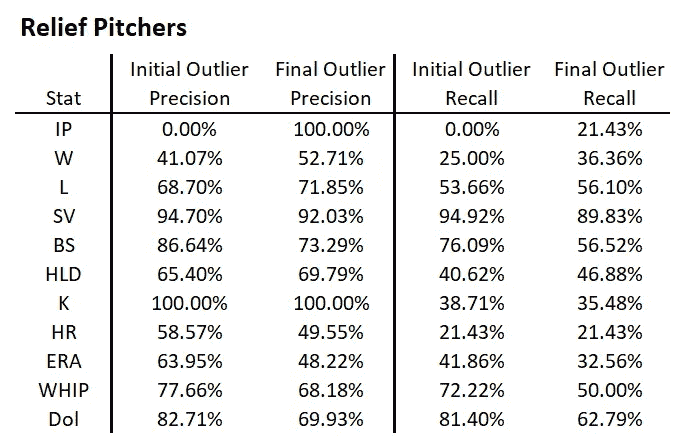 Relief Pitchers
Initial Outlier Final Outlier Initial Outlier Final Outlier
Stat Precision Precision Recall Recall
IP 0.00% 100.00% 0.00% 21.43%
W 41.07% 52.71% 25.00% 36.36%
L 68.70% 71.85% 53.66% 56.10%
SV 94.70% 92.03% 94.92% 89.83%
BS 86.64% 73.29% 76.09% 56.52%
HLD 65.40% 69.79% 40.62% 46.88%
K 100.00% 100.00% 38.71% 35.48%
HR 58.57% 49.55% 21.43% 21.43%
ERA 63.95% 48.22% 41.86% 32.56%
WHIP 77.66% 68.18% 72.22% 50.00%
Dol 82.71% 69.93% 81.40% 62.79%